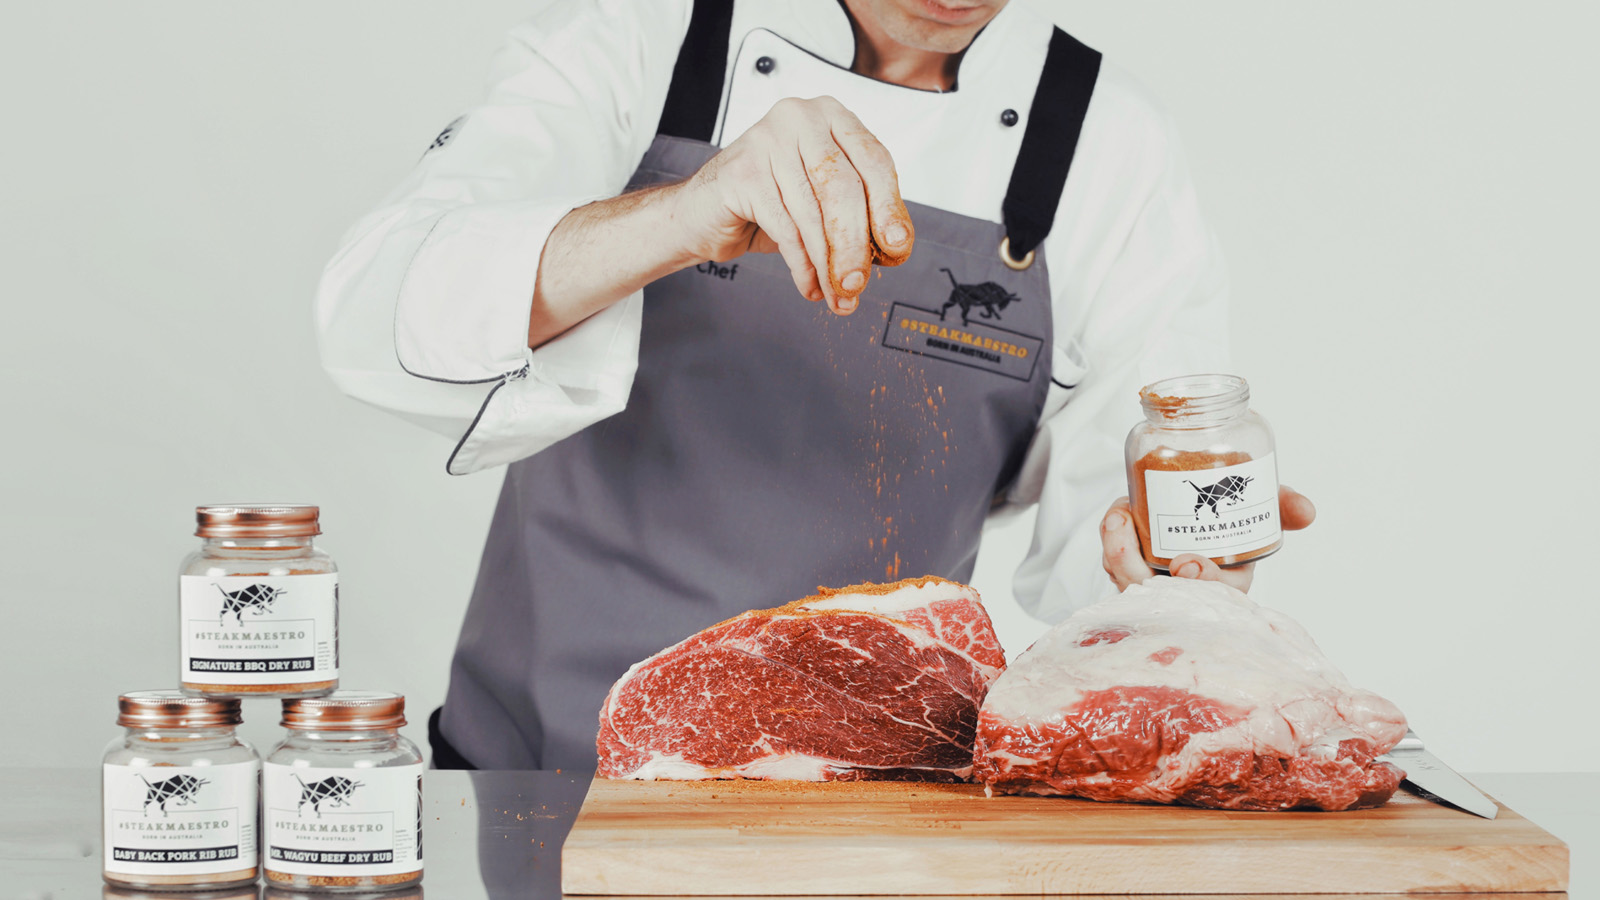 Chef
#STEAKMAESTRO
BORN IN AUSTRALIA
#STEAKMAESTRO
BORN IN AUSTRALIA
#STEAKMAESTRO
BORN IN AUSTRALIA
SIGNATURE BBQ DRY RUB
#STEAKMAESTRO
BORN IN AUSTRALIA
BABY BACK PORK RIB RUB
#STEAKMAESTRO
BORN IN AUSTRALIA
MR. WAGYU BEEF DRY RUB